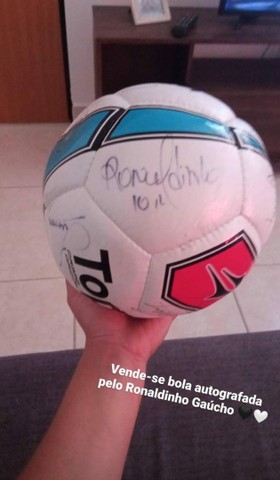 Ronaldinho
10 R
To
Vende-se bola autografada
pelo Ronaldinho Gaúcho 🖤🤍